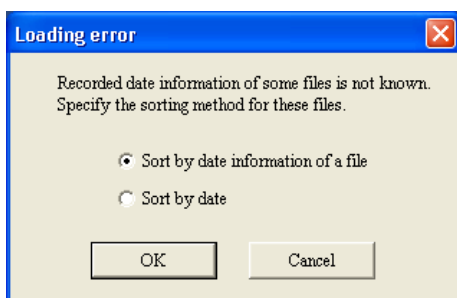 Loading error
Recorded date information of some files is not known.
Specify the sorting method for these files.
Sort by date information of a file
Sort by date
OK
Cancel